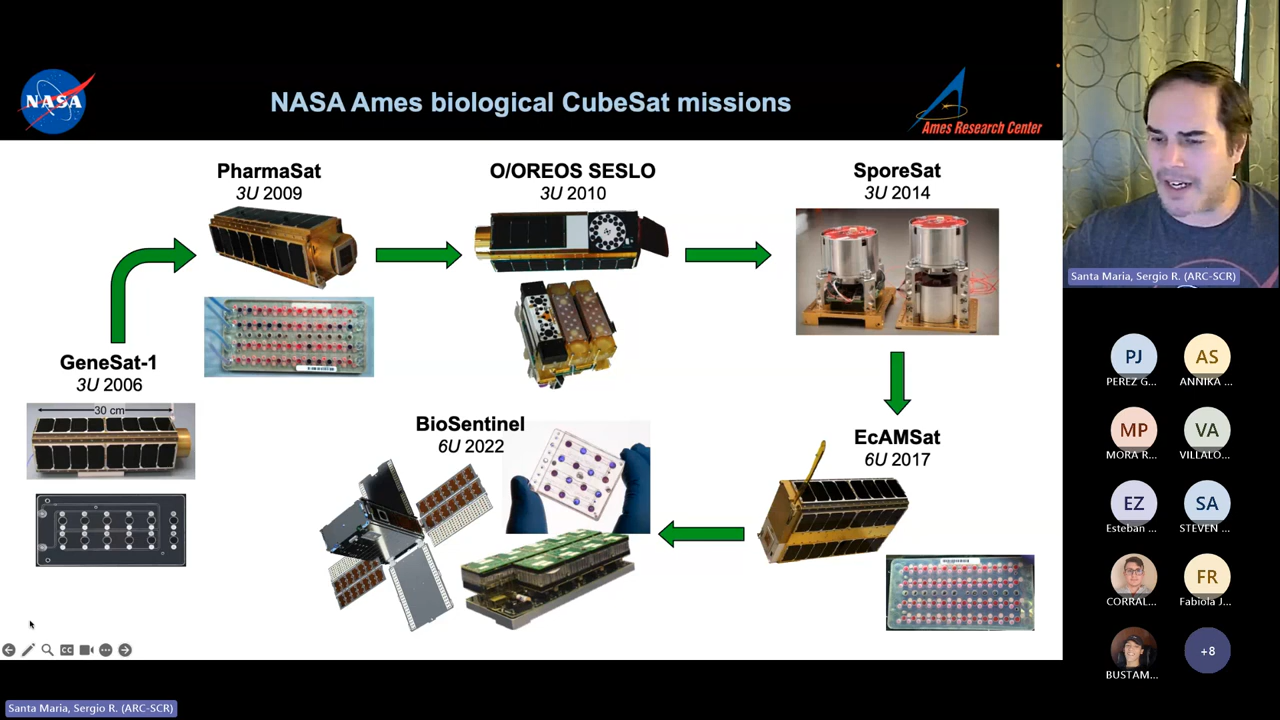 NASA
NASA Ames biological CubeSat missions
Ames Research Center
PharmaSat
3U 2009
O/OREOS SESLO
3U 2010
SporeSat
3U 2014
GeneSat-1
3U 2006
30 cm
BioSentinel
6U 2022
EcAMSat
6U 2017
CC
Santa Maria, Sergio R. (ARC-SCR)
Santa Maria, Sergio R. (ARC-SCR)
PJ
PEREZ G...
AS
ANNIKA ...
MP
MORA R...
VA
VILLALO...
EZ
Esteban ...
SA
STEVEN ...
CORRAL...
FR
Fabiola J...
BUSTAM...
+8